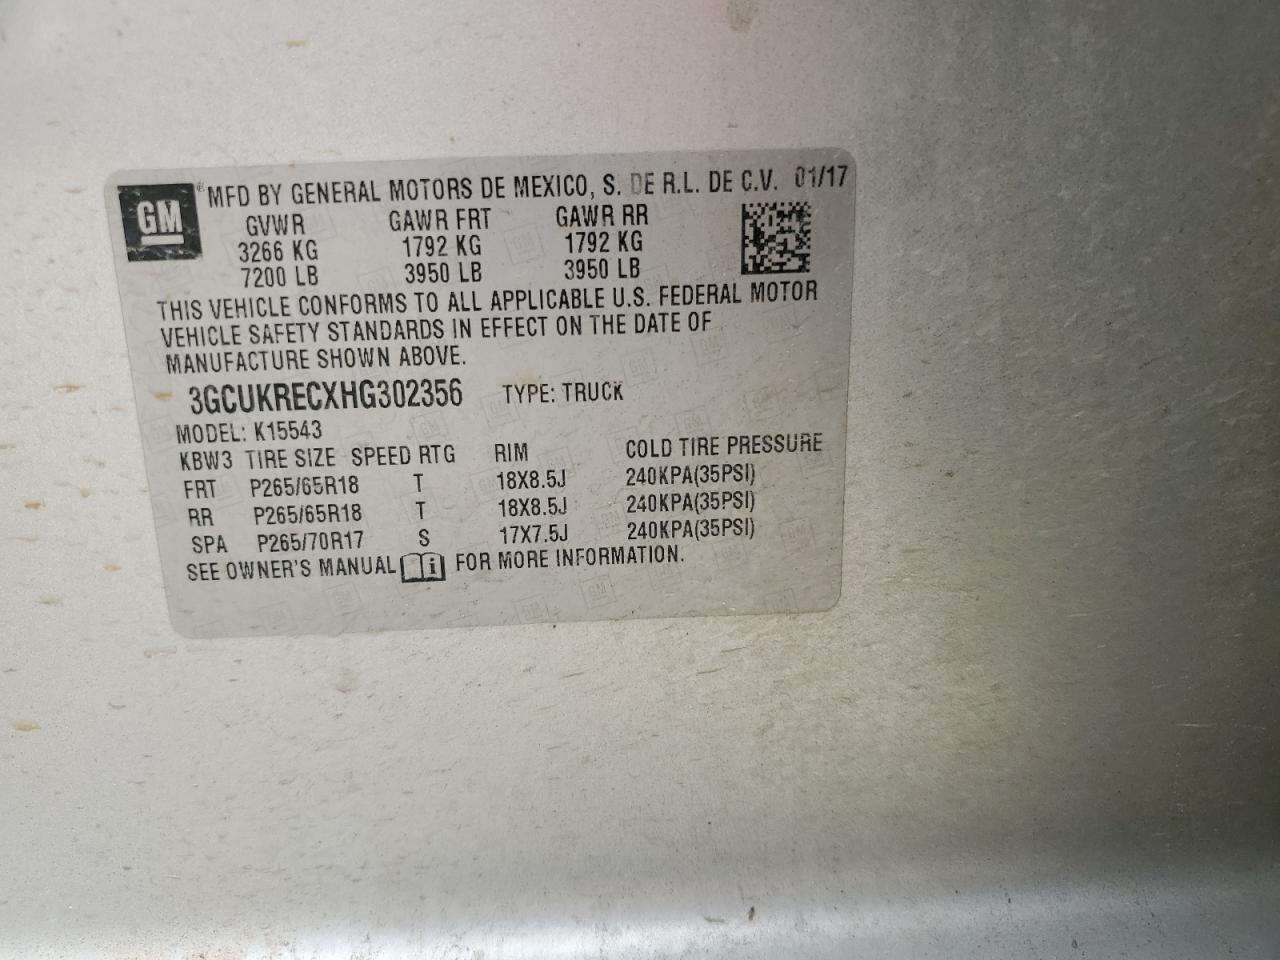 GM ® MFD BY GENERAL MOTORS DE MEXICO, S. DE R.L. DE C.V. 01/17
GVWR GAWR FRT GAWR RR
3266 KG 1792 KG 1792 KG
7200 LB 3950 LB 3950 LB
THIS VEHICLE CONFORMS TO ALL APPLICABLE U.S. FEDERAL MOTOR
VEHICLE SAFETY STANDARDS IN EFFECT ON THE DATE OF
MANUFACTURE SHOWN ABOVE.
3GCUKRECXHG302356 TYPE: TRUCK
MODEL: K15543
KBW3 TIRE SIZE SPEED RTG RIM COLD TIRE PRESSURE
FRT P265/65R18 T 18X8.5J 240KPA(35PSI)
RR P265/65R18 T 18X8.5J 240KPA(35PSI)
SPA P265/70R17 S 17X7.5J 240KPA(35PSI)
SEE OWNER'S MANUAL i FOR MORE INFORMATION.